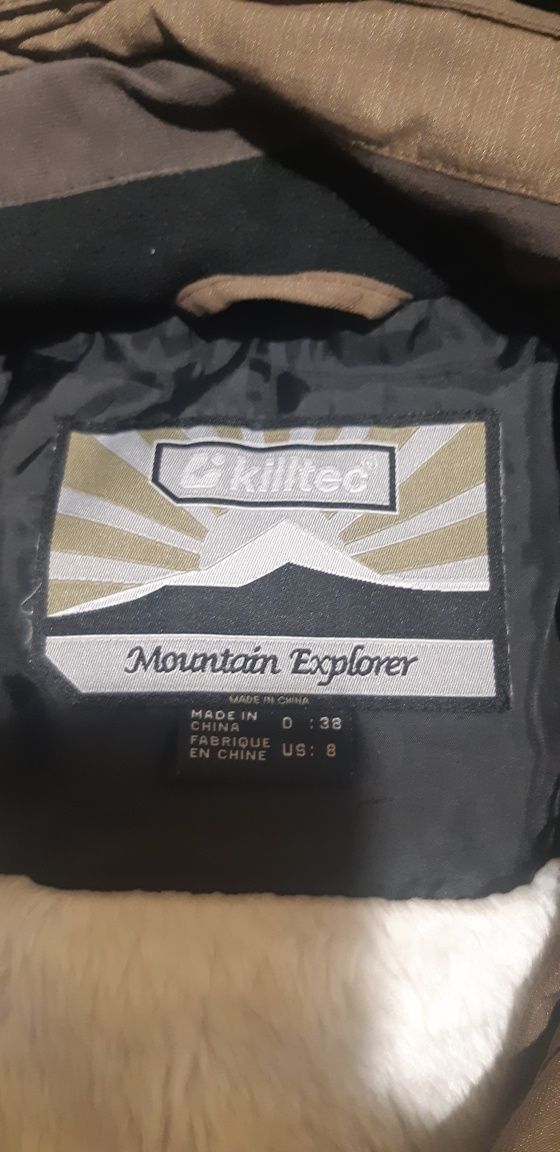 killtec®
Mountain Explorer
MADE IN CHINA
MADE IN
CHINA
D : 38
FABRIQUE
EN CHINE
US: 8